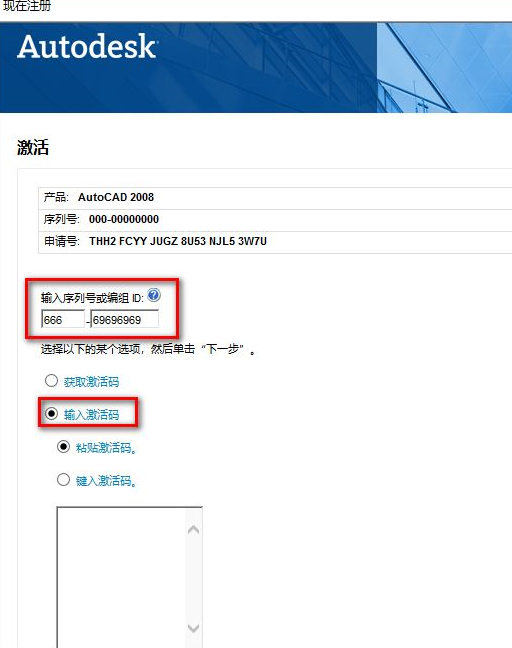 现在注册
Autodesk
激活
产品: AutoCAD 2008
序列号: 000-00000000
申请号: THH2 FCYY JUGZ 8U53 NJL5 3W7U
输入序列号或编组 ID: ?
666 - 69696969
选择以下的某个选项，然后单击“下一步”。
获取激活码
输入激活码
粘贴激活码。
键入激活码。